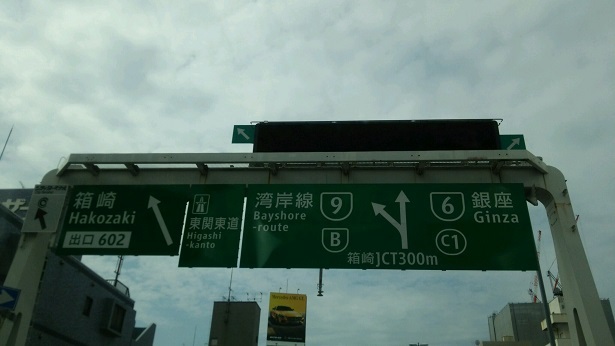 箱崎
Hakozaki
出口 602
東関東道
Higashi
-kanto
湾岸線
Bayshore
-route
9
B
6
C1
銀座
Ginza
箱崎JCT300m